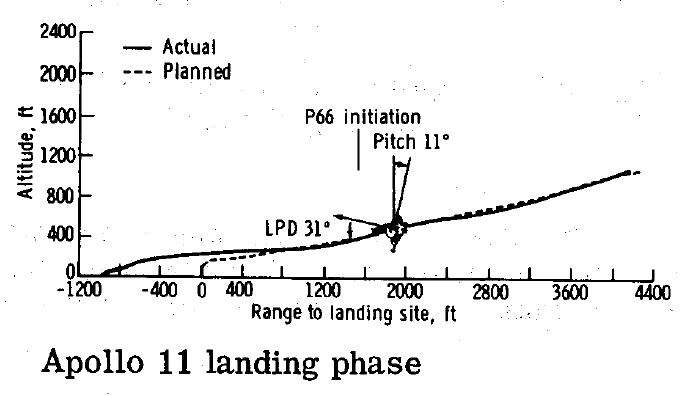 2400
Actual
2000
Planned
1600
P66 initiation
Pitch 11°
1200
Altitude, ft
800
LPD 31°
400
0
-1200 -400 0 400 1200 2000 2800 3600 4400
Range to landing site, ft
Apollo 11 landing phase